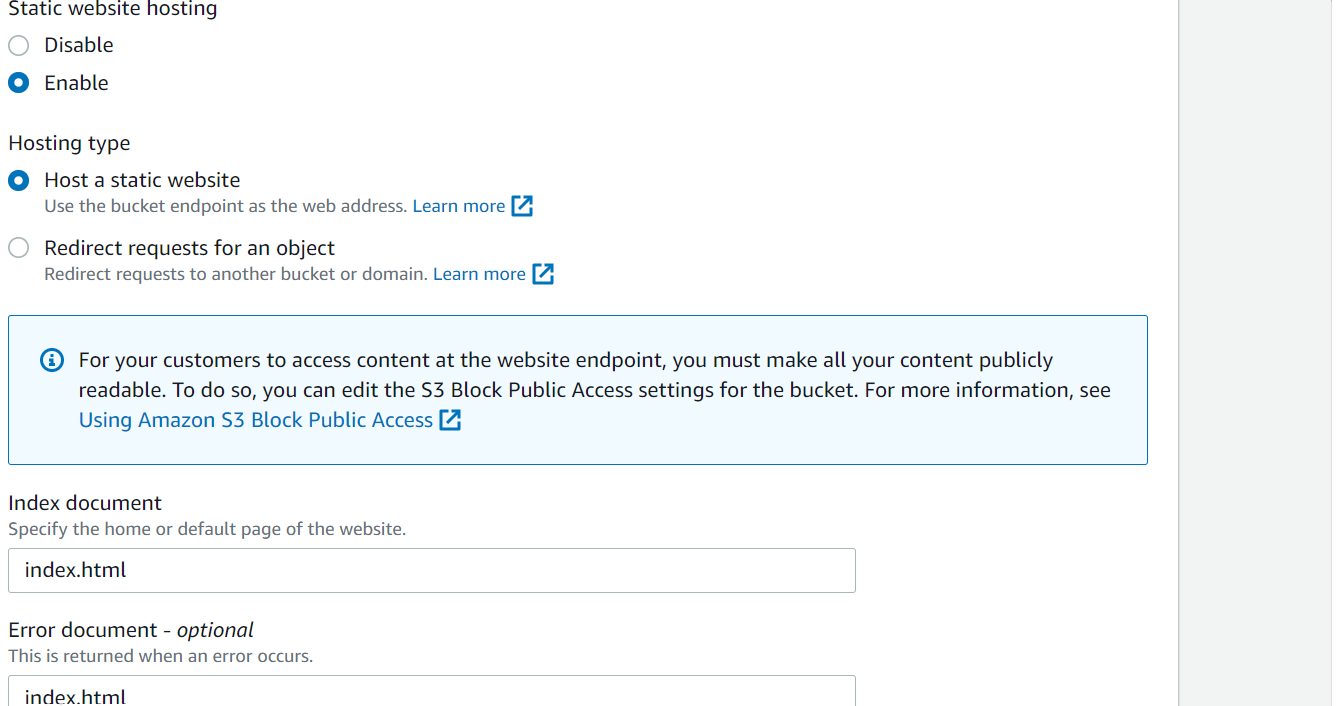 Static website hosting
Disable
Enable
Hosting type
Host a static website
Use the bucket endpoint as the web address. Learn more
Redirect requests for an object
Redirect requests to another bucket or domain. Learn more
For your customers to access content at the website endpoint, you must make all your content publicly
readable. To do so, you can edit the S3 Block Public Access settings for the bucket. For more information, see
Using Amazon S3 Block Public Access
Index document
Specify the home or default page of the website.
index.html
Error document - optional
This is returned when an error occurs.
index.html